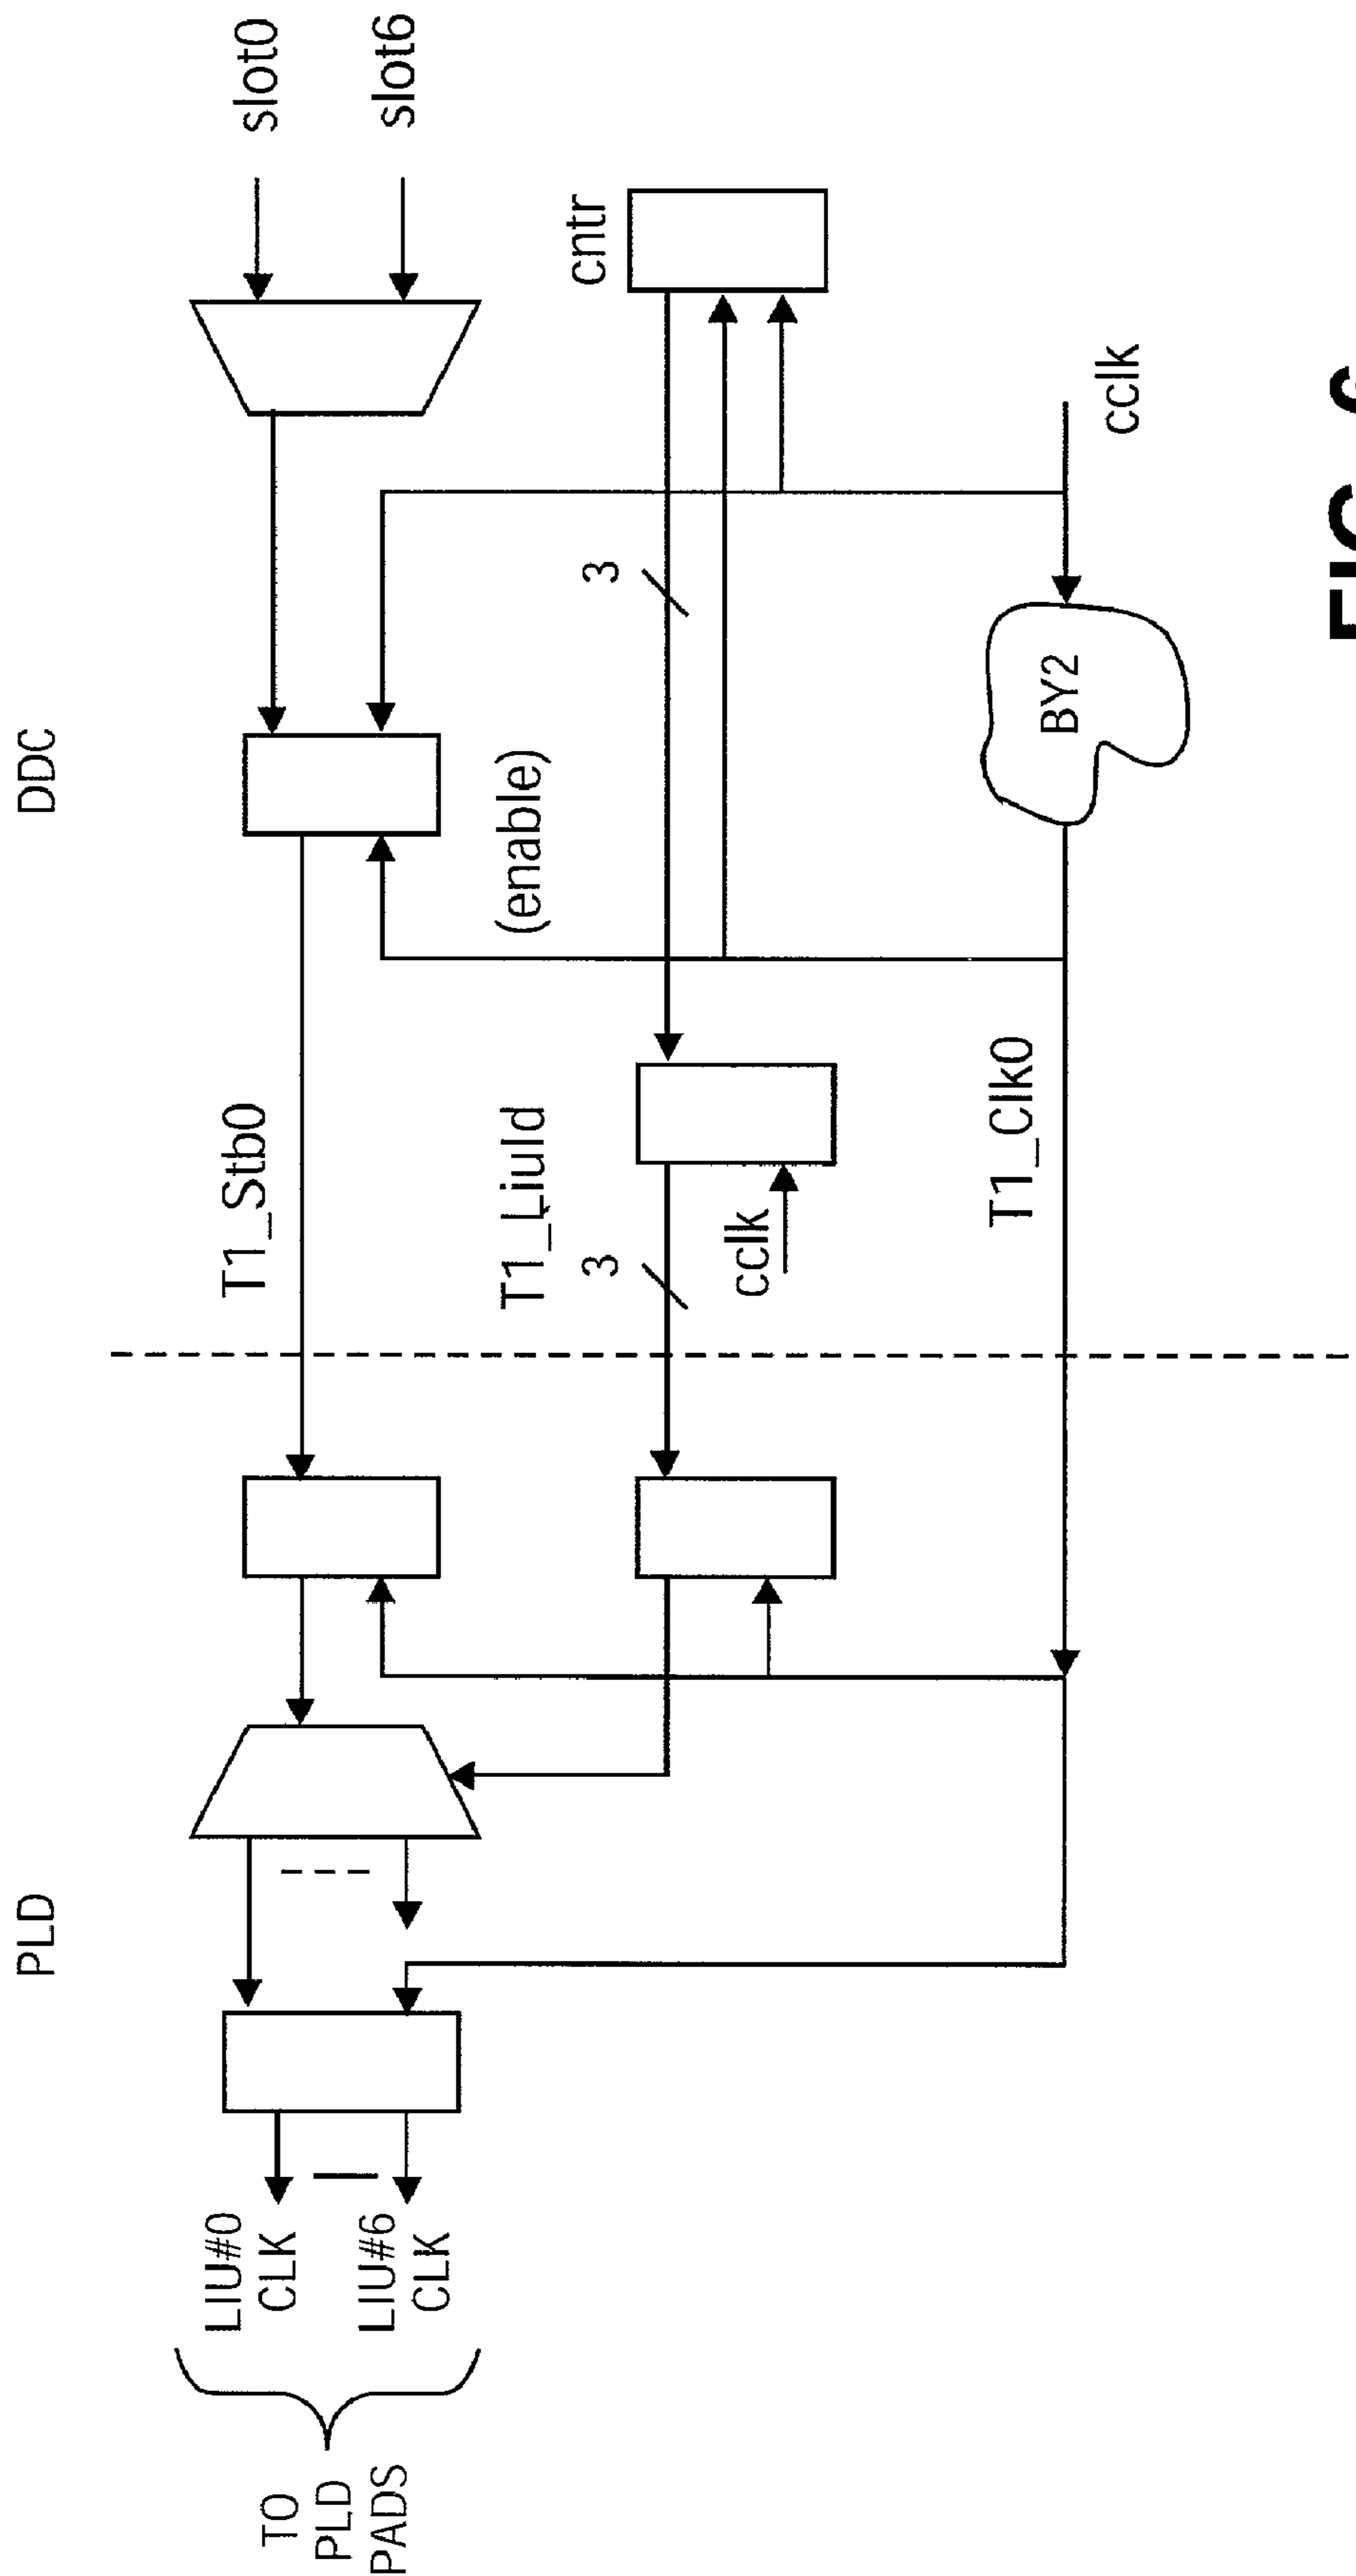 PLD
DDC
TO
PLD
PADS
LIU#0
CLK
LIU#6
CLK
T1_Stb0
slot0
slot6
T1_LiuId
(enable)
cntr
3
3
cclk
T1_Clk0
BY2
cclk
FIG